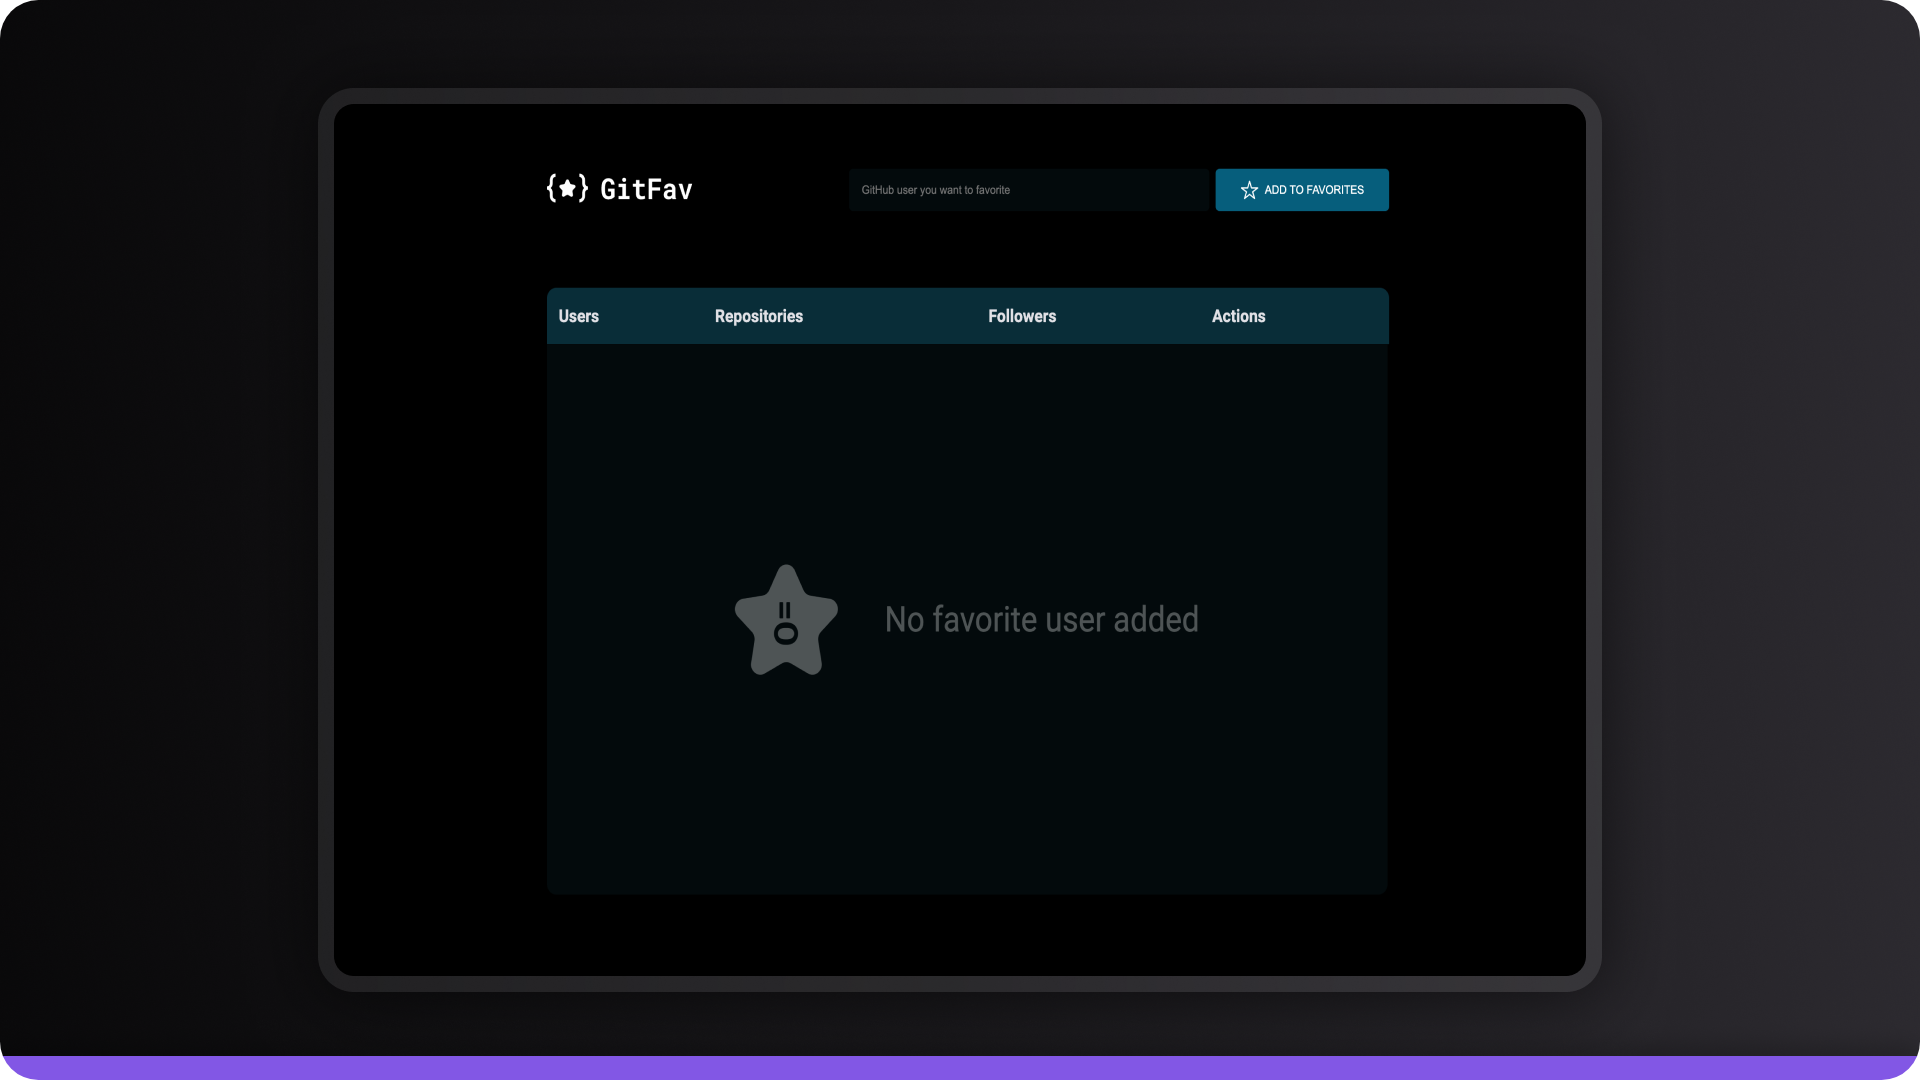 GitFav
GitHub user you want to favorite
ADD TO FAVORITES
Users Repositories Followers Actions
No favorite user added